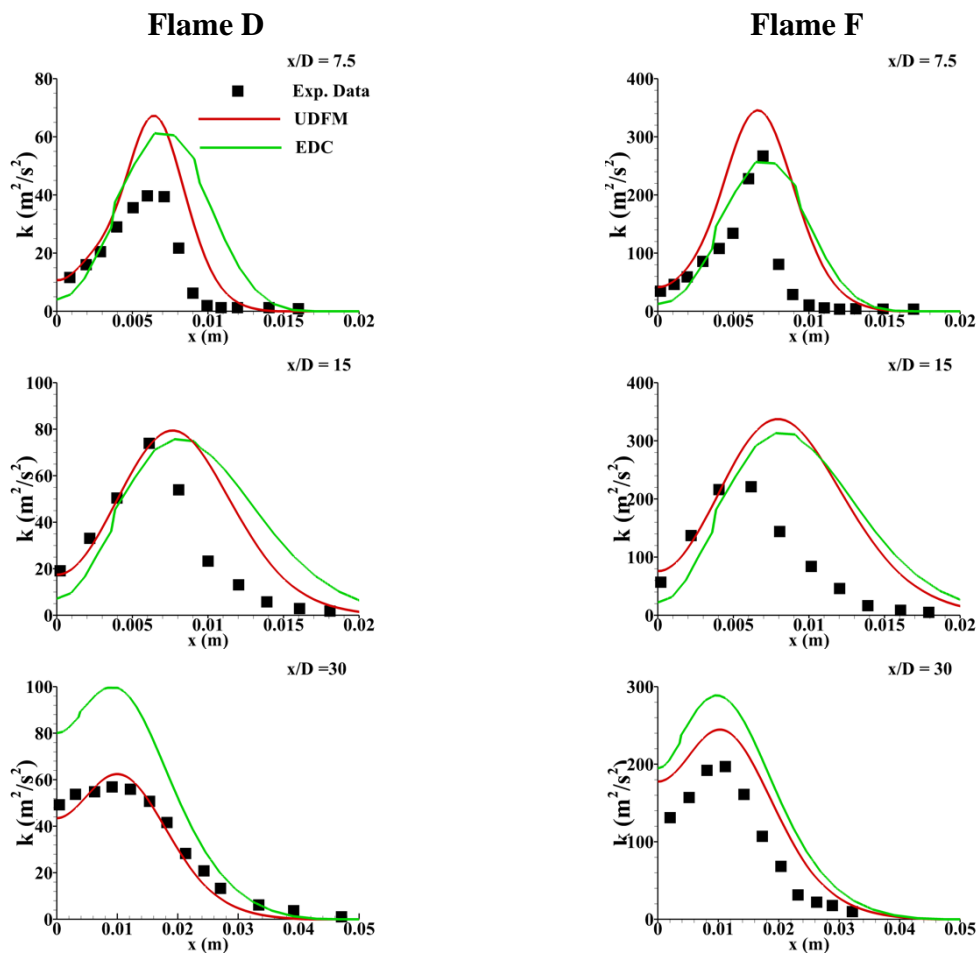 Flame D
Flame F
x/D = 7.5
Exp. Data
UDFM
EDC
k (m²/s²)
80
60
40
20
0
0 0.005 0.01 0.015 0.02
x (m)
x/D = 7.5
k (m²/s²)
400
300
200
100
0
0 0.005 0.01 0.015 0.02
x (m)
x/D = 15
k (m²/s²)
100
80
60
40
20
0
0 0.005 0.01 0.015 0.02
x (m)
x/D = 15
k (m²/s²)
400
300
200
100
0
0 0.005 0.01 0.015 0.02
x (m)
x/D =30
k (m²/s²)
100
80
60
40
20
0
0 0.01 0.02 0.03 0.04 0.05
x (m)
x/D = 30
k (m²/s²)
300
200
100
0
0 0.01 0.02 0.03 0.04 0.05
x (m)